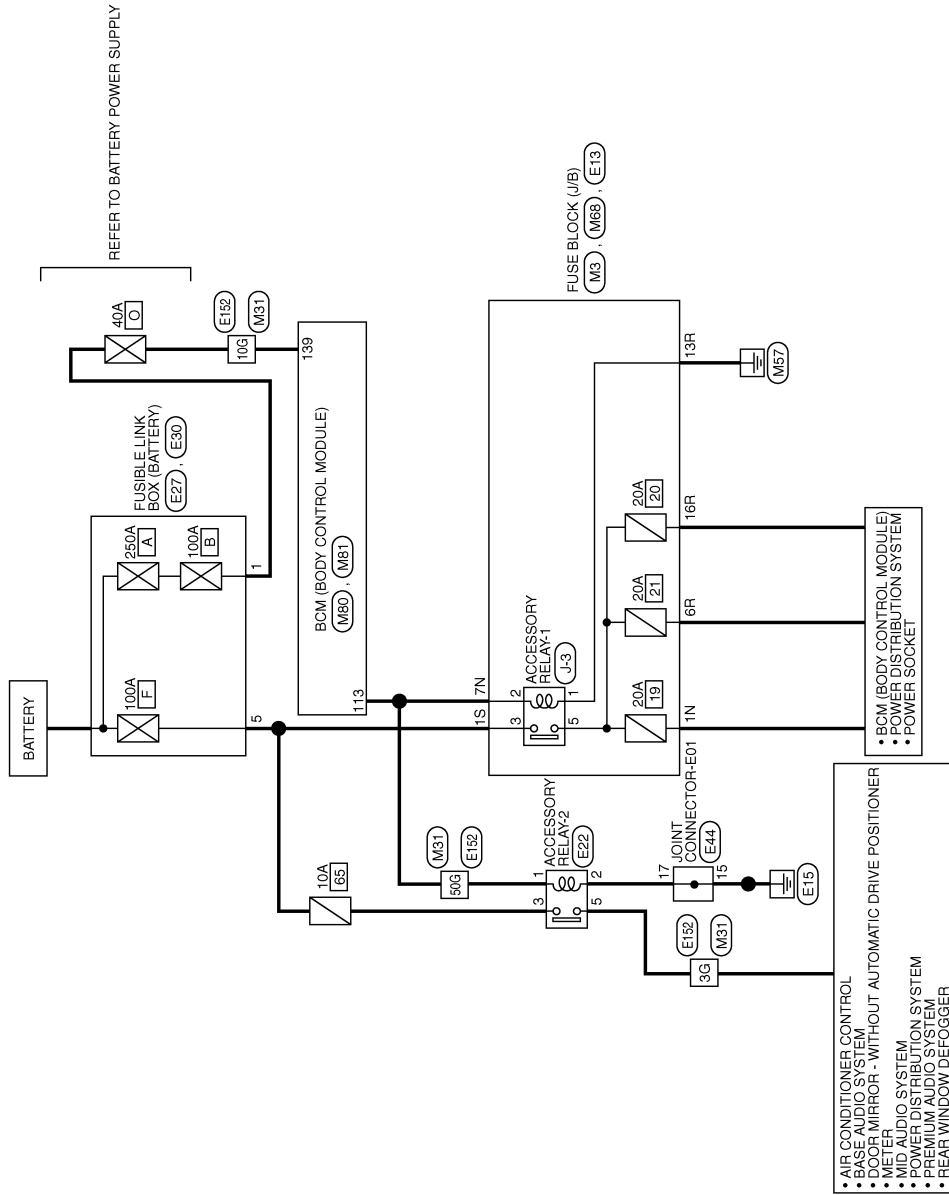 REFER TO BATTERY POWER SUPPLY
BATTERY
FUSIBLE LINK
BOX (BATTERY)
E27 , E30
100A
F
250A
A
100A
B
5
1
40A
O
10G
E152
M31
139
BCM (BODY CONTROL MODULE)
M80 , M81
113
10A
65
50G
M31
E152
FUSE BLOCK (J/B)
M3 , M68 , E13
1S
7N
ACCESSORY
RELAY-1
J-3
3
2
5
1
20A
19
20A
21
20A
20
1N
6R
16R
13R
M57
ACCESSORY
RELAY-2
E22
3
1
5
2
JOINT
CONNECTOR-E01
E44
17
15
E15
3G
E152
M31
• BCM (BODY CONTROL MODULE)
• POWER DISTRIBUTION SYSTEM
• POWER SOCKET
• AIR CONDITIONER CONTROL
• BASE AUDIO SYSTEM
• DOOR MIRROR - WITHOUT AUTOMATIC DRIVE POSITIONER
• METER
• MID AUDIO SYSTEM
• POWER DISTRIBUTION SYSTEM
• PREMIUM AUDIO SYSTEM
• REAR WINDOW DEFOGGER